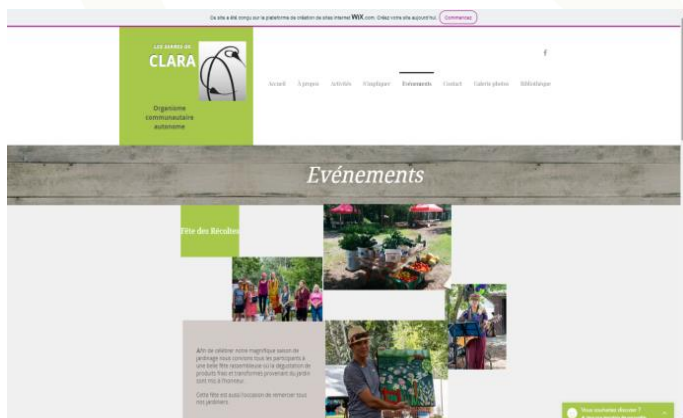 Ce site a été conçu sur la plateforme de création de sites internet WiX.com. Créez votre site aujourd'hui. Commencez
LES SERRES DE
CLARA
Organisme
communautaire
autonome
Accueil À propos Activités S'impliquer Evénements Contact Galerie photos Bibliothèque
Evénements
Fête des Récoltes
Afin de célébrer notre magnifique saison de
jardinage nous convions tous les participants à
une belle fête rassembleuse où la dégustation de
produits frais et transformés provenant du jardin
sont mis à l'honneur.
Cette fête est aussi l'occasion de remercier tous
nos jardiniers.
Vous souhaitez discuter ?